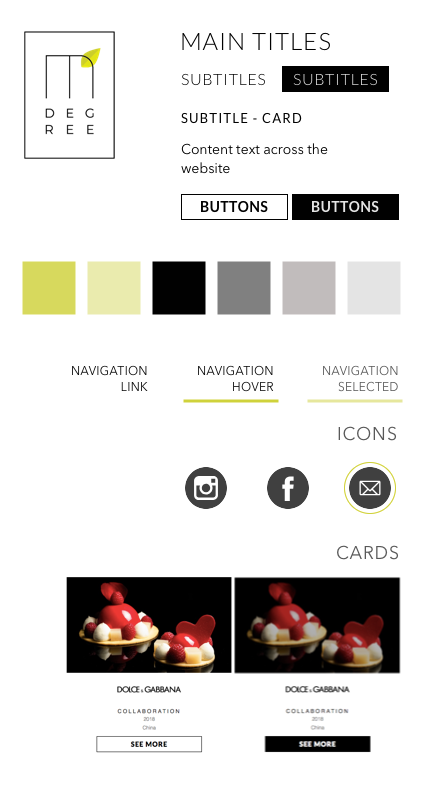 DEG
REE
MAIN TITLES
SUBTITLES SUBTITLES
SUBTITLE - CARD
Content text across the
website
BUTTONS BUTTONS
NAVIGATION
LINK
NAVIGATION
HOVER
NAVIGATION
SELECTED
ICONS
CARDS
DOLCE & GABBANA
COLLABORATION
2018
China
SEE MORE
DOLCE & GABBANA
COLLABORATION
2018
China
SEE MORE